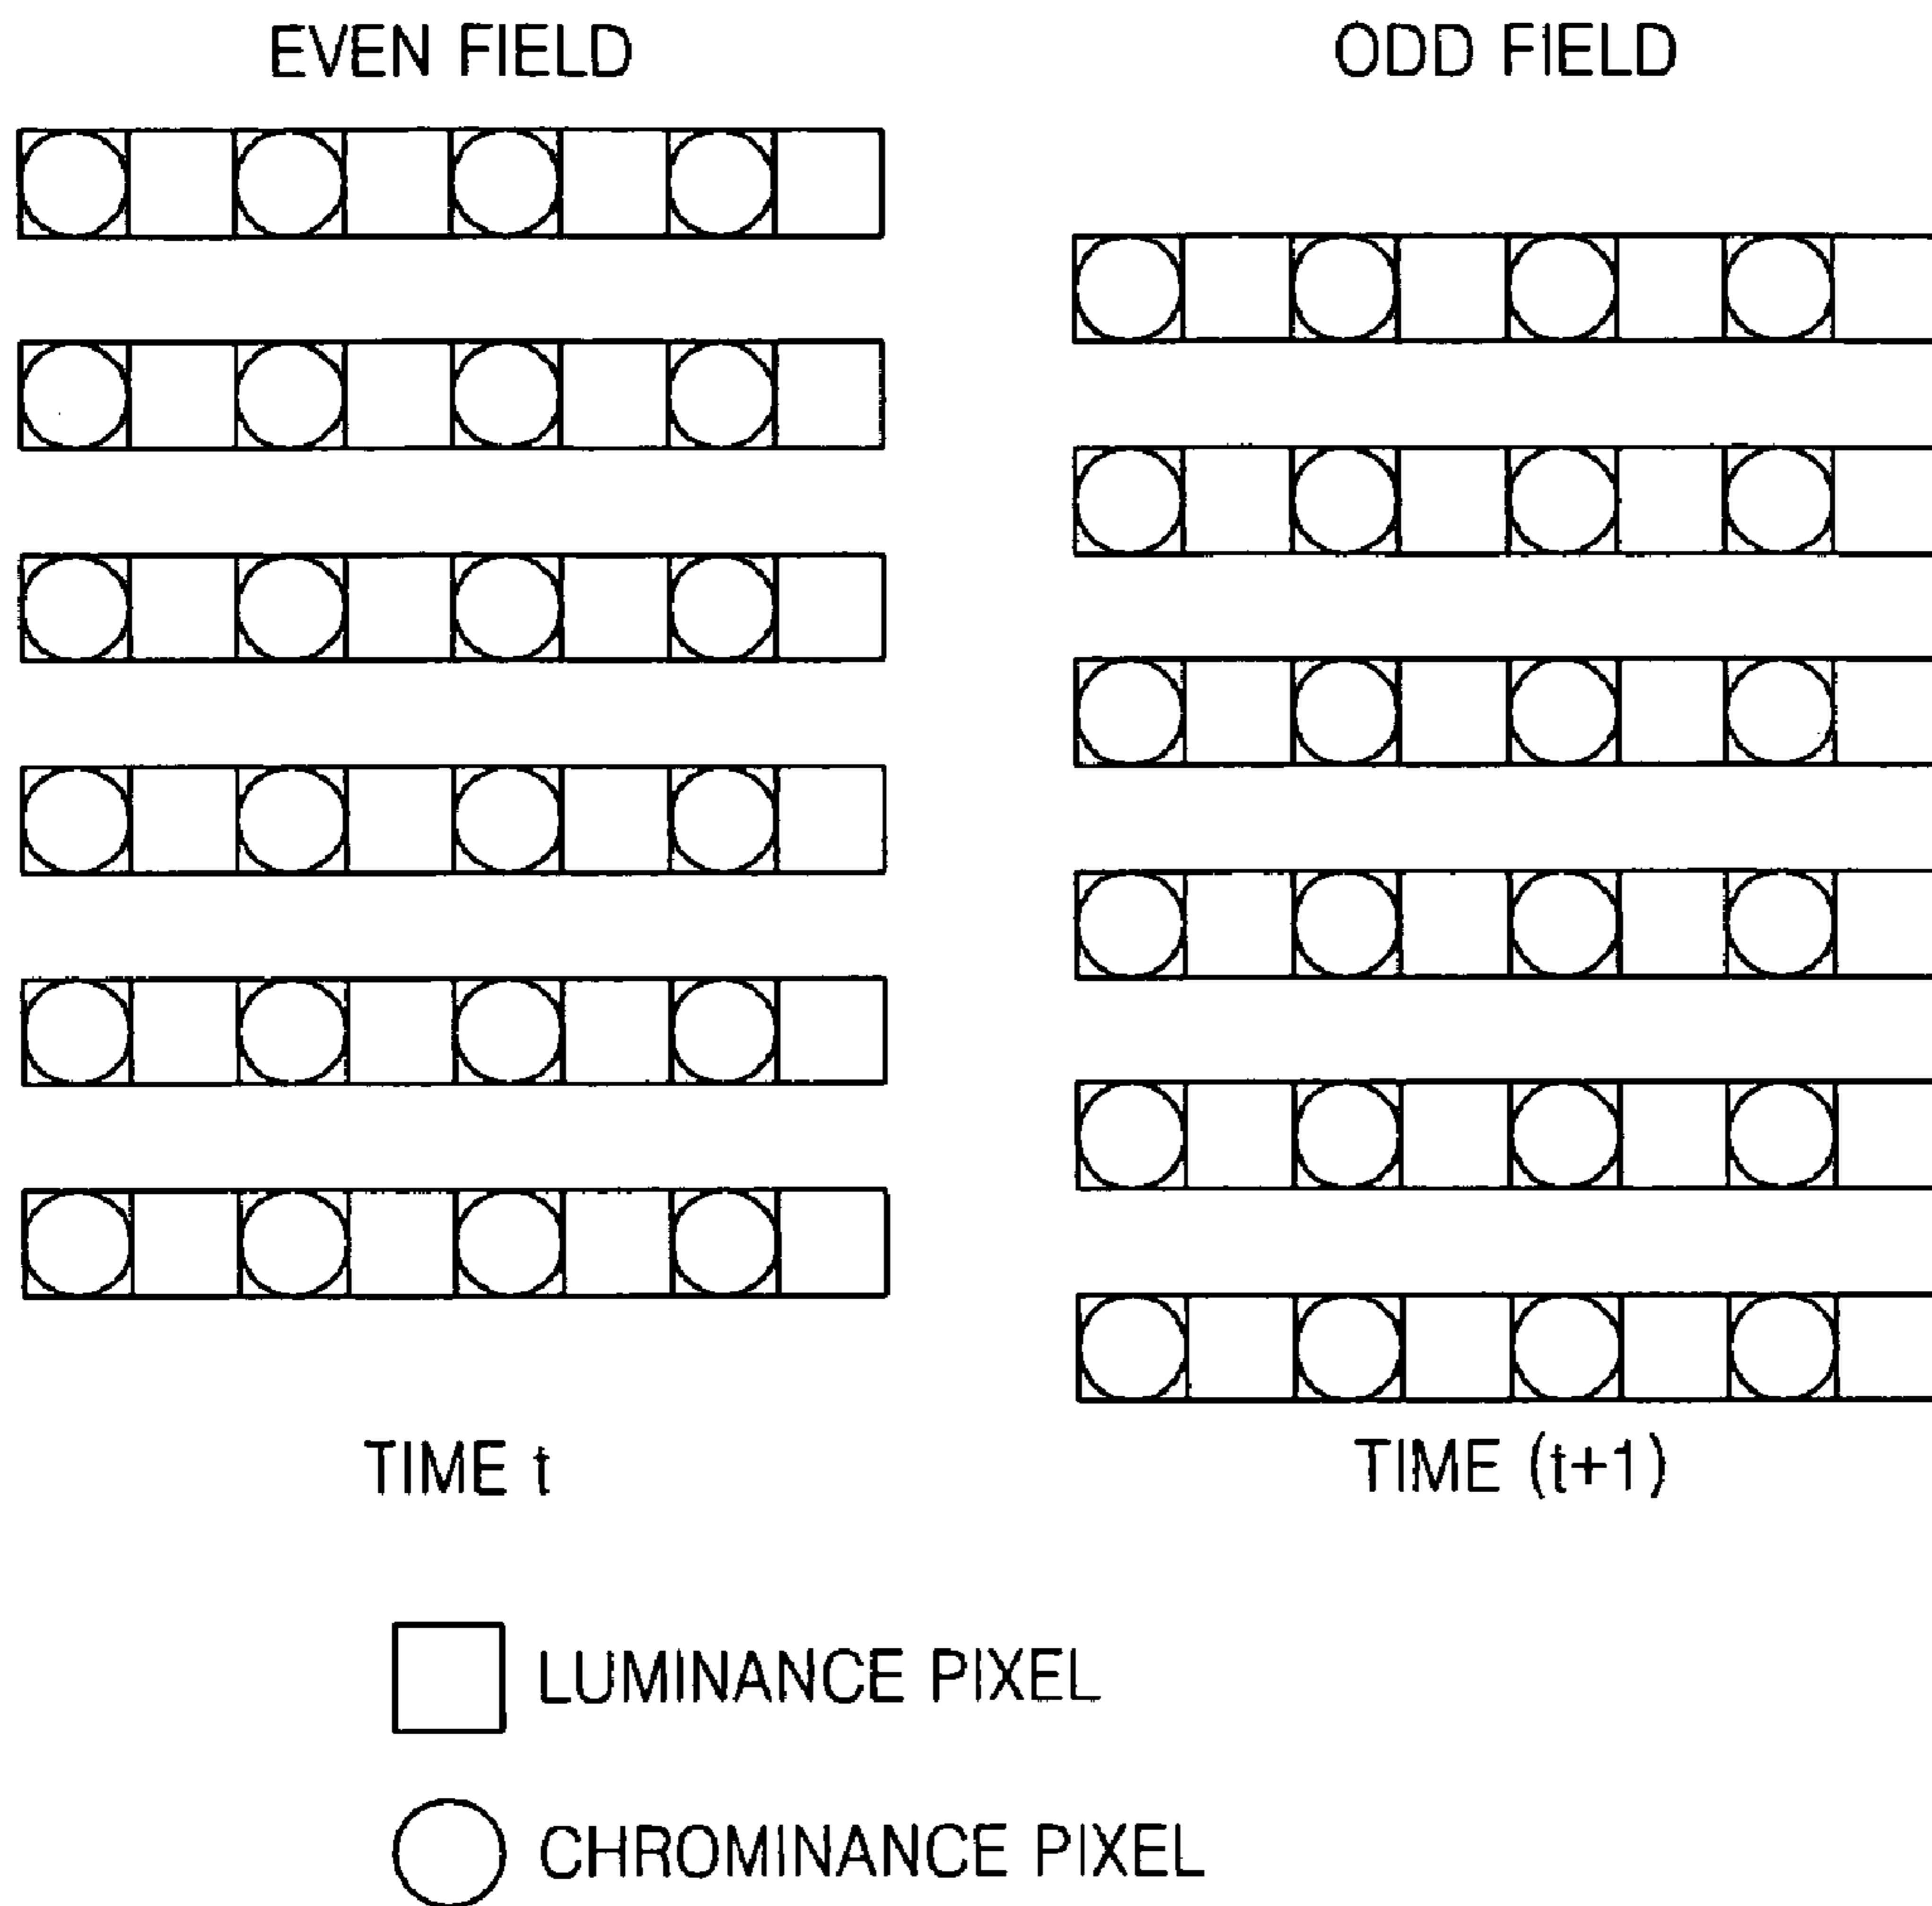 EVEN FIELD
ODD FIELD
TIME t
TIME (t+1)
LUMINANCE PIXEL
CHROMINANCE PIXEL